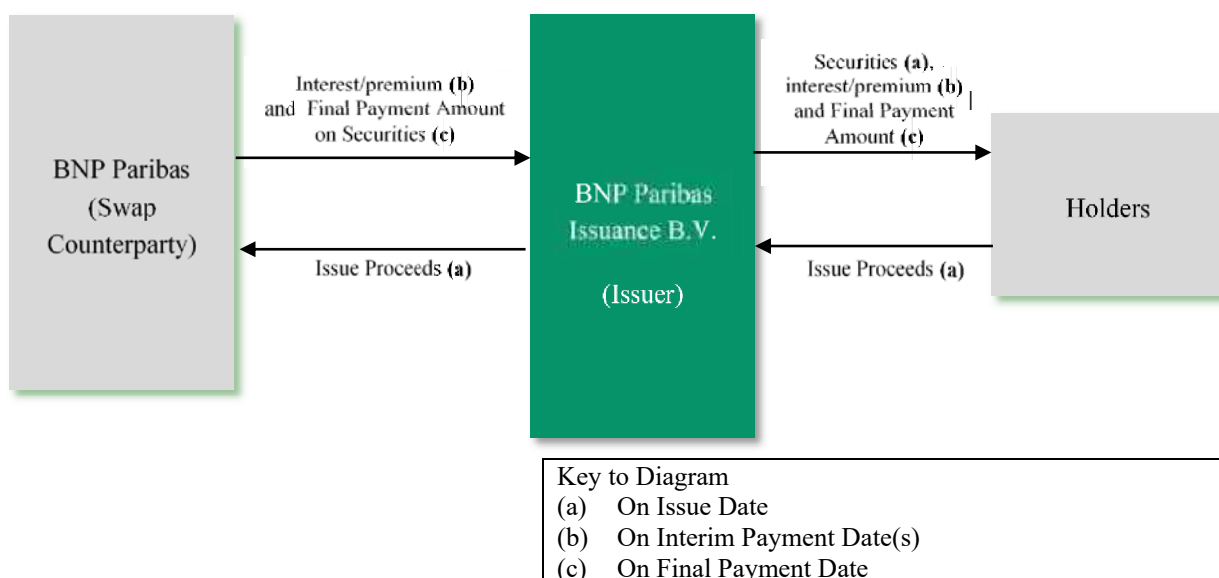 Interest/premium (b)
and Final Payment Amount
on Securities (c)
Securities (a),
interest/premium (b)
and Final Payment
Amount (c)
BNP Paribas
(Swap
Counterparty)
BNP Paribas
Issuance B.V.
(Issuer)
Holders
Issue Proceeds (a)
Issue Proceeds (a)
Key to Diagram
(a) On Issue Date
(b) On Interim Payment Date(s)
(c) On Final Payment Date